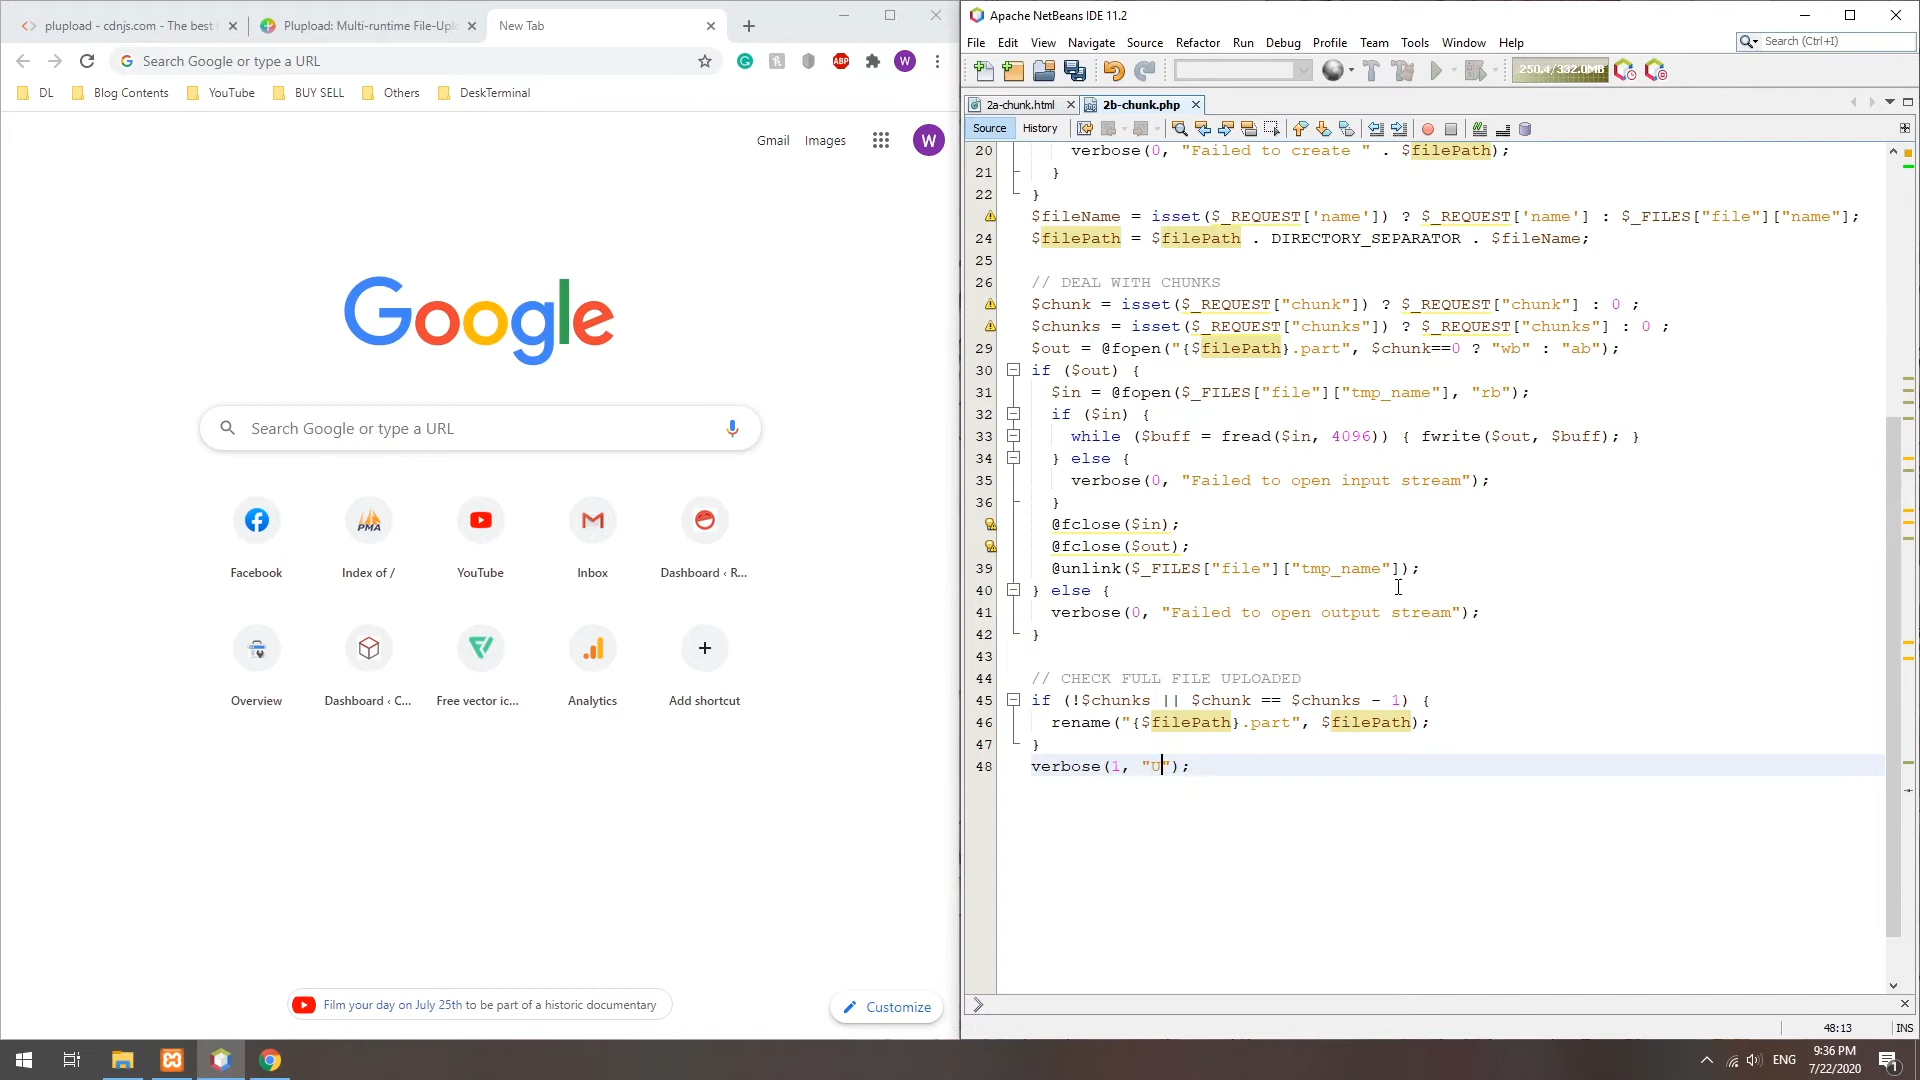 plupload - cdnjs.com - The best f
Plupload: Multi-runtime File-Uplo
New Tab
Search Google or type a URL
ABP
W
DL
Blog Contents
YouTube
BUY SELL
Others
DeskTerminal
Gmail
Images
W
Google
Search Google or type a URL
Facebook
PMA
Index of /
YouTube
Inbox
Dashboard ‹ R...
Overview
Dashboard ‹ C...
Free vector ic...
Analytics
Add shortcut
Film your day on July 25th to be part of a historic documentary
Customize
Apache NetBeans IDE 11.2
File Edit View Navigate Source Refactor Run Debug Profile Team Tools Window Help
Search (Ctrl+I)
250.4/332.0MB
2a-chunk.html
2b-chunk.php
Source
History
20 verbose(0, "Failed to create " . $filePath);
21 }
22 }
$fileName = isset($_REQUEST['name']) ? $_REQUEST['name'] : $_FILES["file"]["name"];
24 $filePath = $filePath . DIRECTORY_SEPARATOR . $fileName;
25
26 // DEAL WITH CHUNKS
$chunk = isset($_REQUEST["chunk"]) ? $_REQUEST["chunk"] : 0 ;
$chunks = isset($_REQUEST["chunks"]) ? $_REQUEST["chunks"] : 0 ;
29 $out = @fopen("{$filePath}.part", $chunk==0 ? "wb" : "ab");
30 if ($out) {
31 $in = @fopen($_FILES["file"]["tmp_name"], "rb");
32 if ($in) {
33 while ($buff = fread($in, 4096)) { fwrite($out, $buff); }
34 } else {
35 verbose(0, "Failed to open input stream");
36 }
@fclose($in);
@fclose($out);
39 @unlink($_FILES["file"]["tmp_name"]);
40 } else {
41 verbose(0, "Failed to open output stream");
42 }
43
44 // CHECK FULL FILE UPLOADED
45 if (!$chunks || $chunk == $chunks - 1) {
46 rename("{$filePath}.part", $filePath);
47 }
48 verbose(1, "U");
48:13
INS
ENG
9:36 PM
7/22/2020
1